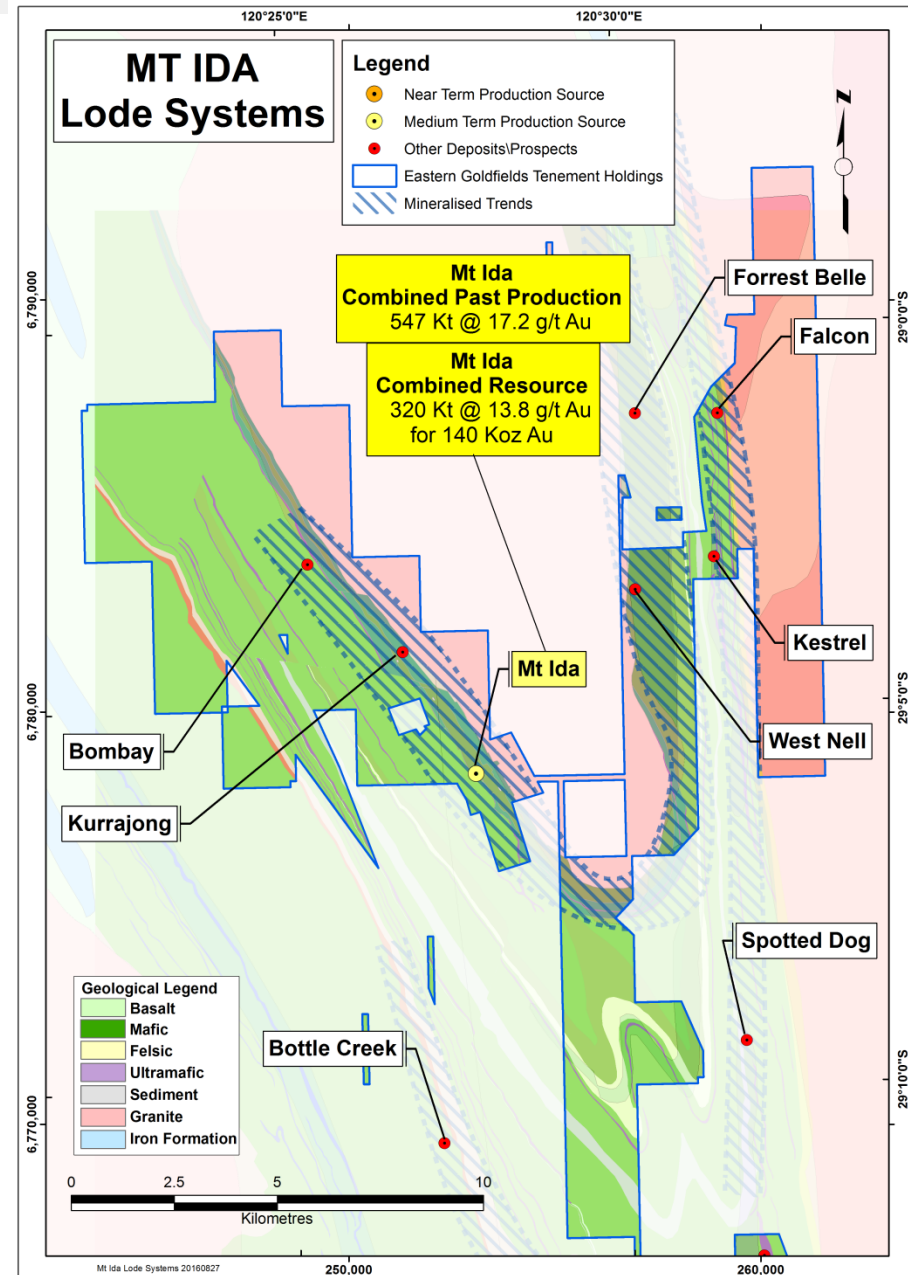 120°25'0"E
120°30'0"E
MT IDA
Lode Systems
Legend
Near Term Production Source
Medium Term Production Source
Other Deposits\Prospects
Eastern Goldfields Tenement Holdings
Mineralised Trends
N
6,790,000
29°0'0"S
Mt Ida
Combined Past Production
547 Kt @ 17.2 g/t Au
Mt Ida
Combined Resource
320 Kt @ 13.8 g/t Au
for 140 Koz Au
Forrest Belle
Falcon
Kestrel
Mt Ida
West Nell
Bombay
Kurrajong
6,780,000
29°5'0"S
Spotted Dog
Bottle Creek
Geological Legend
Basalt
Mafic
Felsic
Ultramafic
Sediment
Granite
Iron Formation
6,770,000
29°10'0"S
0 2.5 5 10
Kilometres
Mt Ida Lode Systems 20160827
250,000
260,000